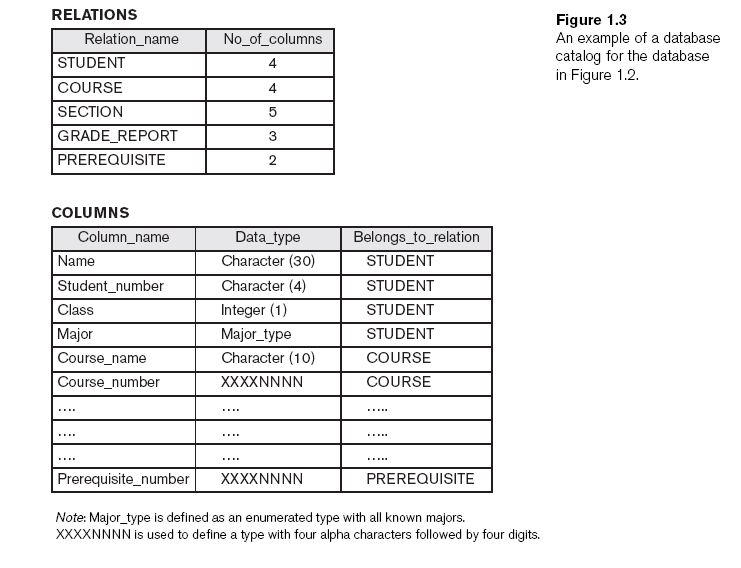 RELATIONS
Relation_name No_of_columns
STUDENT 4
COURSE 4
SECTION 5
GRADE_REPORT 3
PREREQUISITE 2
Figure 1.3
An example of a database
catalog for the database
in Figure 1.2.
COLUMNS
Column_name Data_type Belongs_to_relation
Name Character (30) STUDENT
Student_number Character (4) STUDENT
Class Integer (1) STUDENT
Major Major_type STUDENT
Course_name Character (10) COURSE
Course_number XXXXNNNN COURSE
.... .... .....
.... .... .....
.... .... .....
Prerequisite_number XXXXNNNN PREREQUISITE
Note: Major_type is defined as an enumerated type with all known majors.
XXXXNNNN is used to define a type with four alpha characters followed by four digits.